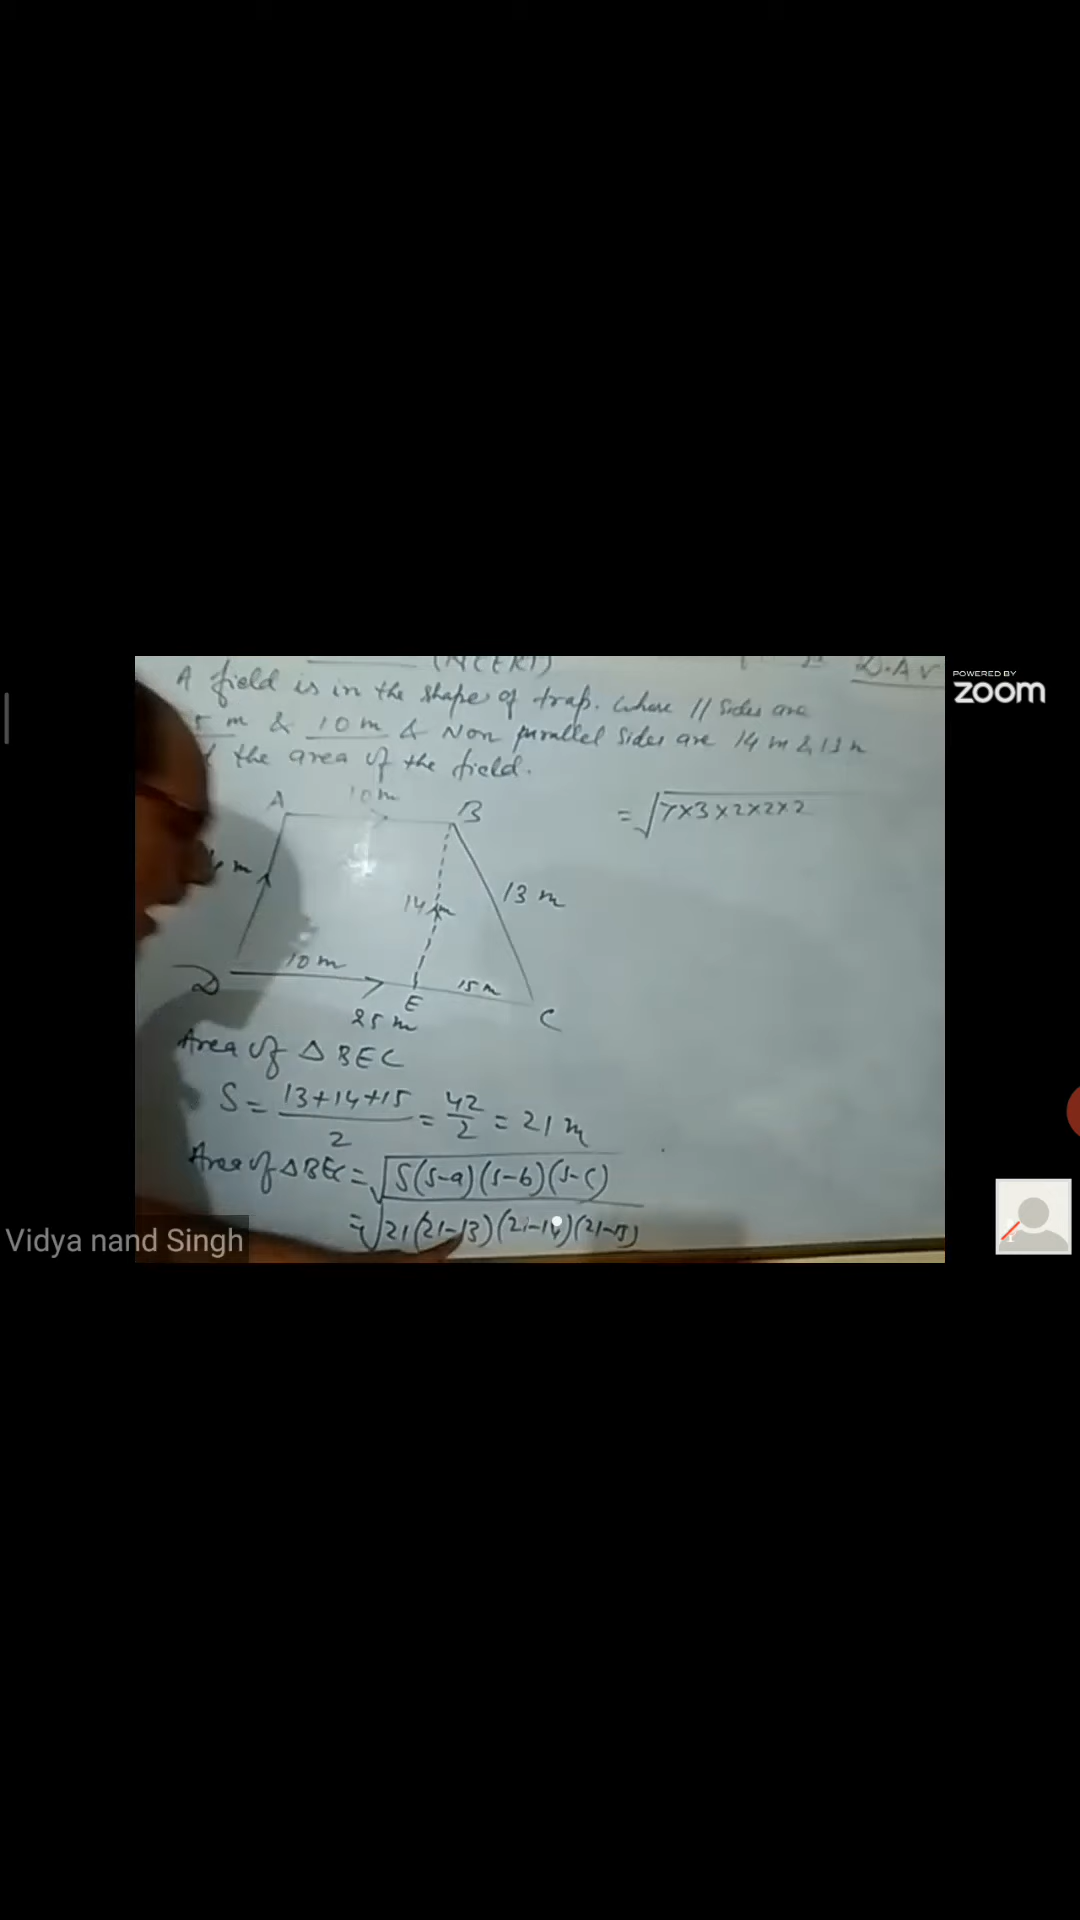 (NCERT)
D.AV
A field is in the shape of trap. whose // sides are
5 m & 10 m & Non parallel sides are 14 m & 13 m
the area of the field.
A 10 m B
= √7×3×2×2×2
m
13 m
14 m
10 m
15 m
D E C
25 m
Area of △ BEC
S = 13+14+15 / 2 = 42/2 = 21 m
Area of △BEC = √S(S-a)(S-b)(S-c)
= √21(21-13)(21-14)(21-15)
POWERED BY
zoom
Vidya nand Singh